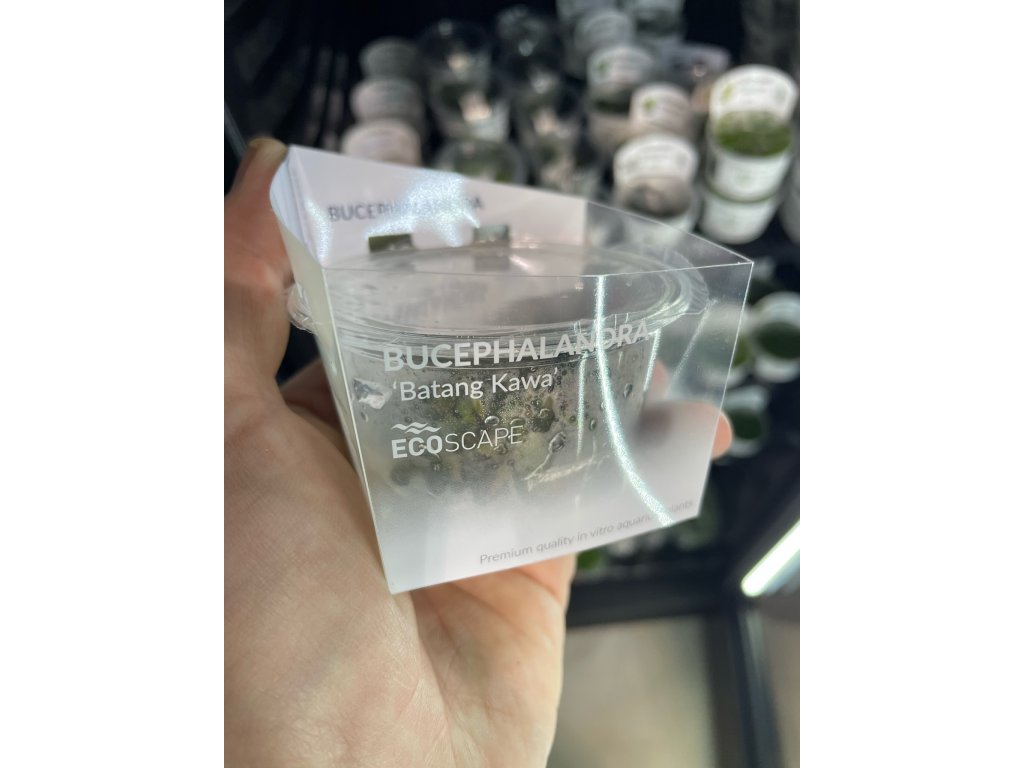 BUCEPHALANDRA
BUCEPHALANDRA
'Batang Kawa'
ECOSCAPE
Premium quality in vitro aquarium plants